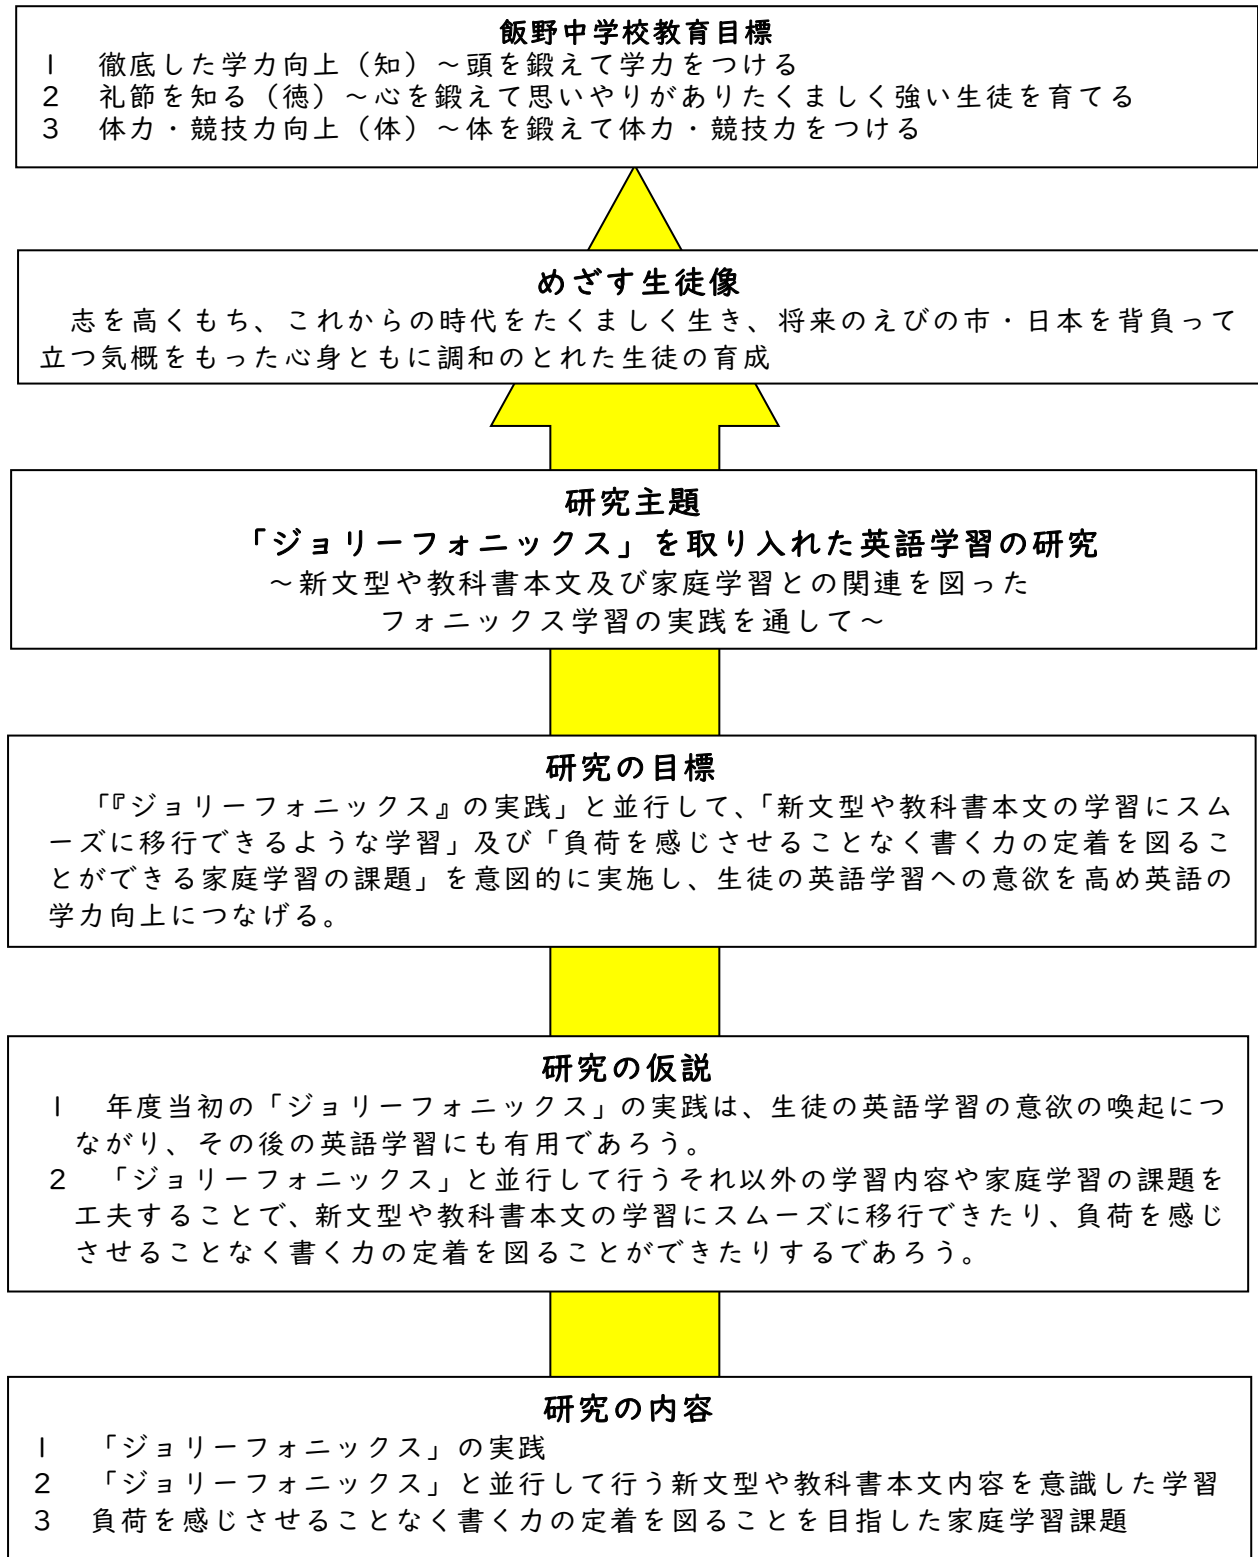 飯野中学校教育目標
1　徹底した学力向上（知）～頭を鍛えて学力をつける
2　礼節を知る（徳）～心を鍛えて思いやりがありたくましく強い生徒を育てる
3　体力・競技力向上（体）～体を鍛えて体力・競技力をつける
めざす生徒像
志を高くもち、これからの時代をたくましく生き、将来のえびの市・日本を背負って
立つ気概をもった心身ともに調和のとれた生徒の育成
研究主題
「ジョリーフォニックス」を取り入れた英語学習の研究
～新文型や教科書本文及び家庭学習との関連を図った
フォニックス学習の実践を通して～
研究の目標
「『ジョリーフォニックス』の実践」と並行して、「新文型や教科書本文の学習にスム
ーズに移行できるような学習」及び「負荷を感じさせることなく書く力の定着を図るこ
とができる家庭学習の課題」を意図的に実施し、生徒の英語学習への意欲を高め英語の
学力向上につなげる。
研究の仮説
1　年度当初の「ジョリーフォニックス」の実践は、生徒の英語学習の意欲の喚起につ
ながり、その後の英語学習にも有用であろう。
2　「ジョリーフォニックス」と並行して行うそれ以外の学習内容や家庭学習の課題を
工夫することで、新文型や教科書本文の学習にスムーズに移行できたり、負荷を感じ
させることなく書く力の定着を図ることができたりするであろう。
研究の内容
1　「ジョリーフォニックス」の実践
2　「ジョリーフォニックス」と並行して行う新文型や教科書本文内容を意識した学習
3　負荷を感じさせることなく書く力の定着を図ることを目指した家庭学習課題